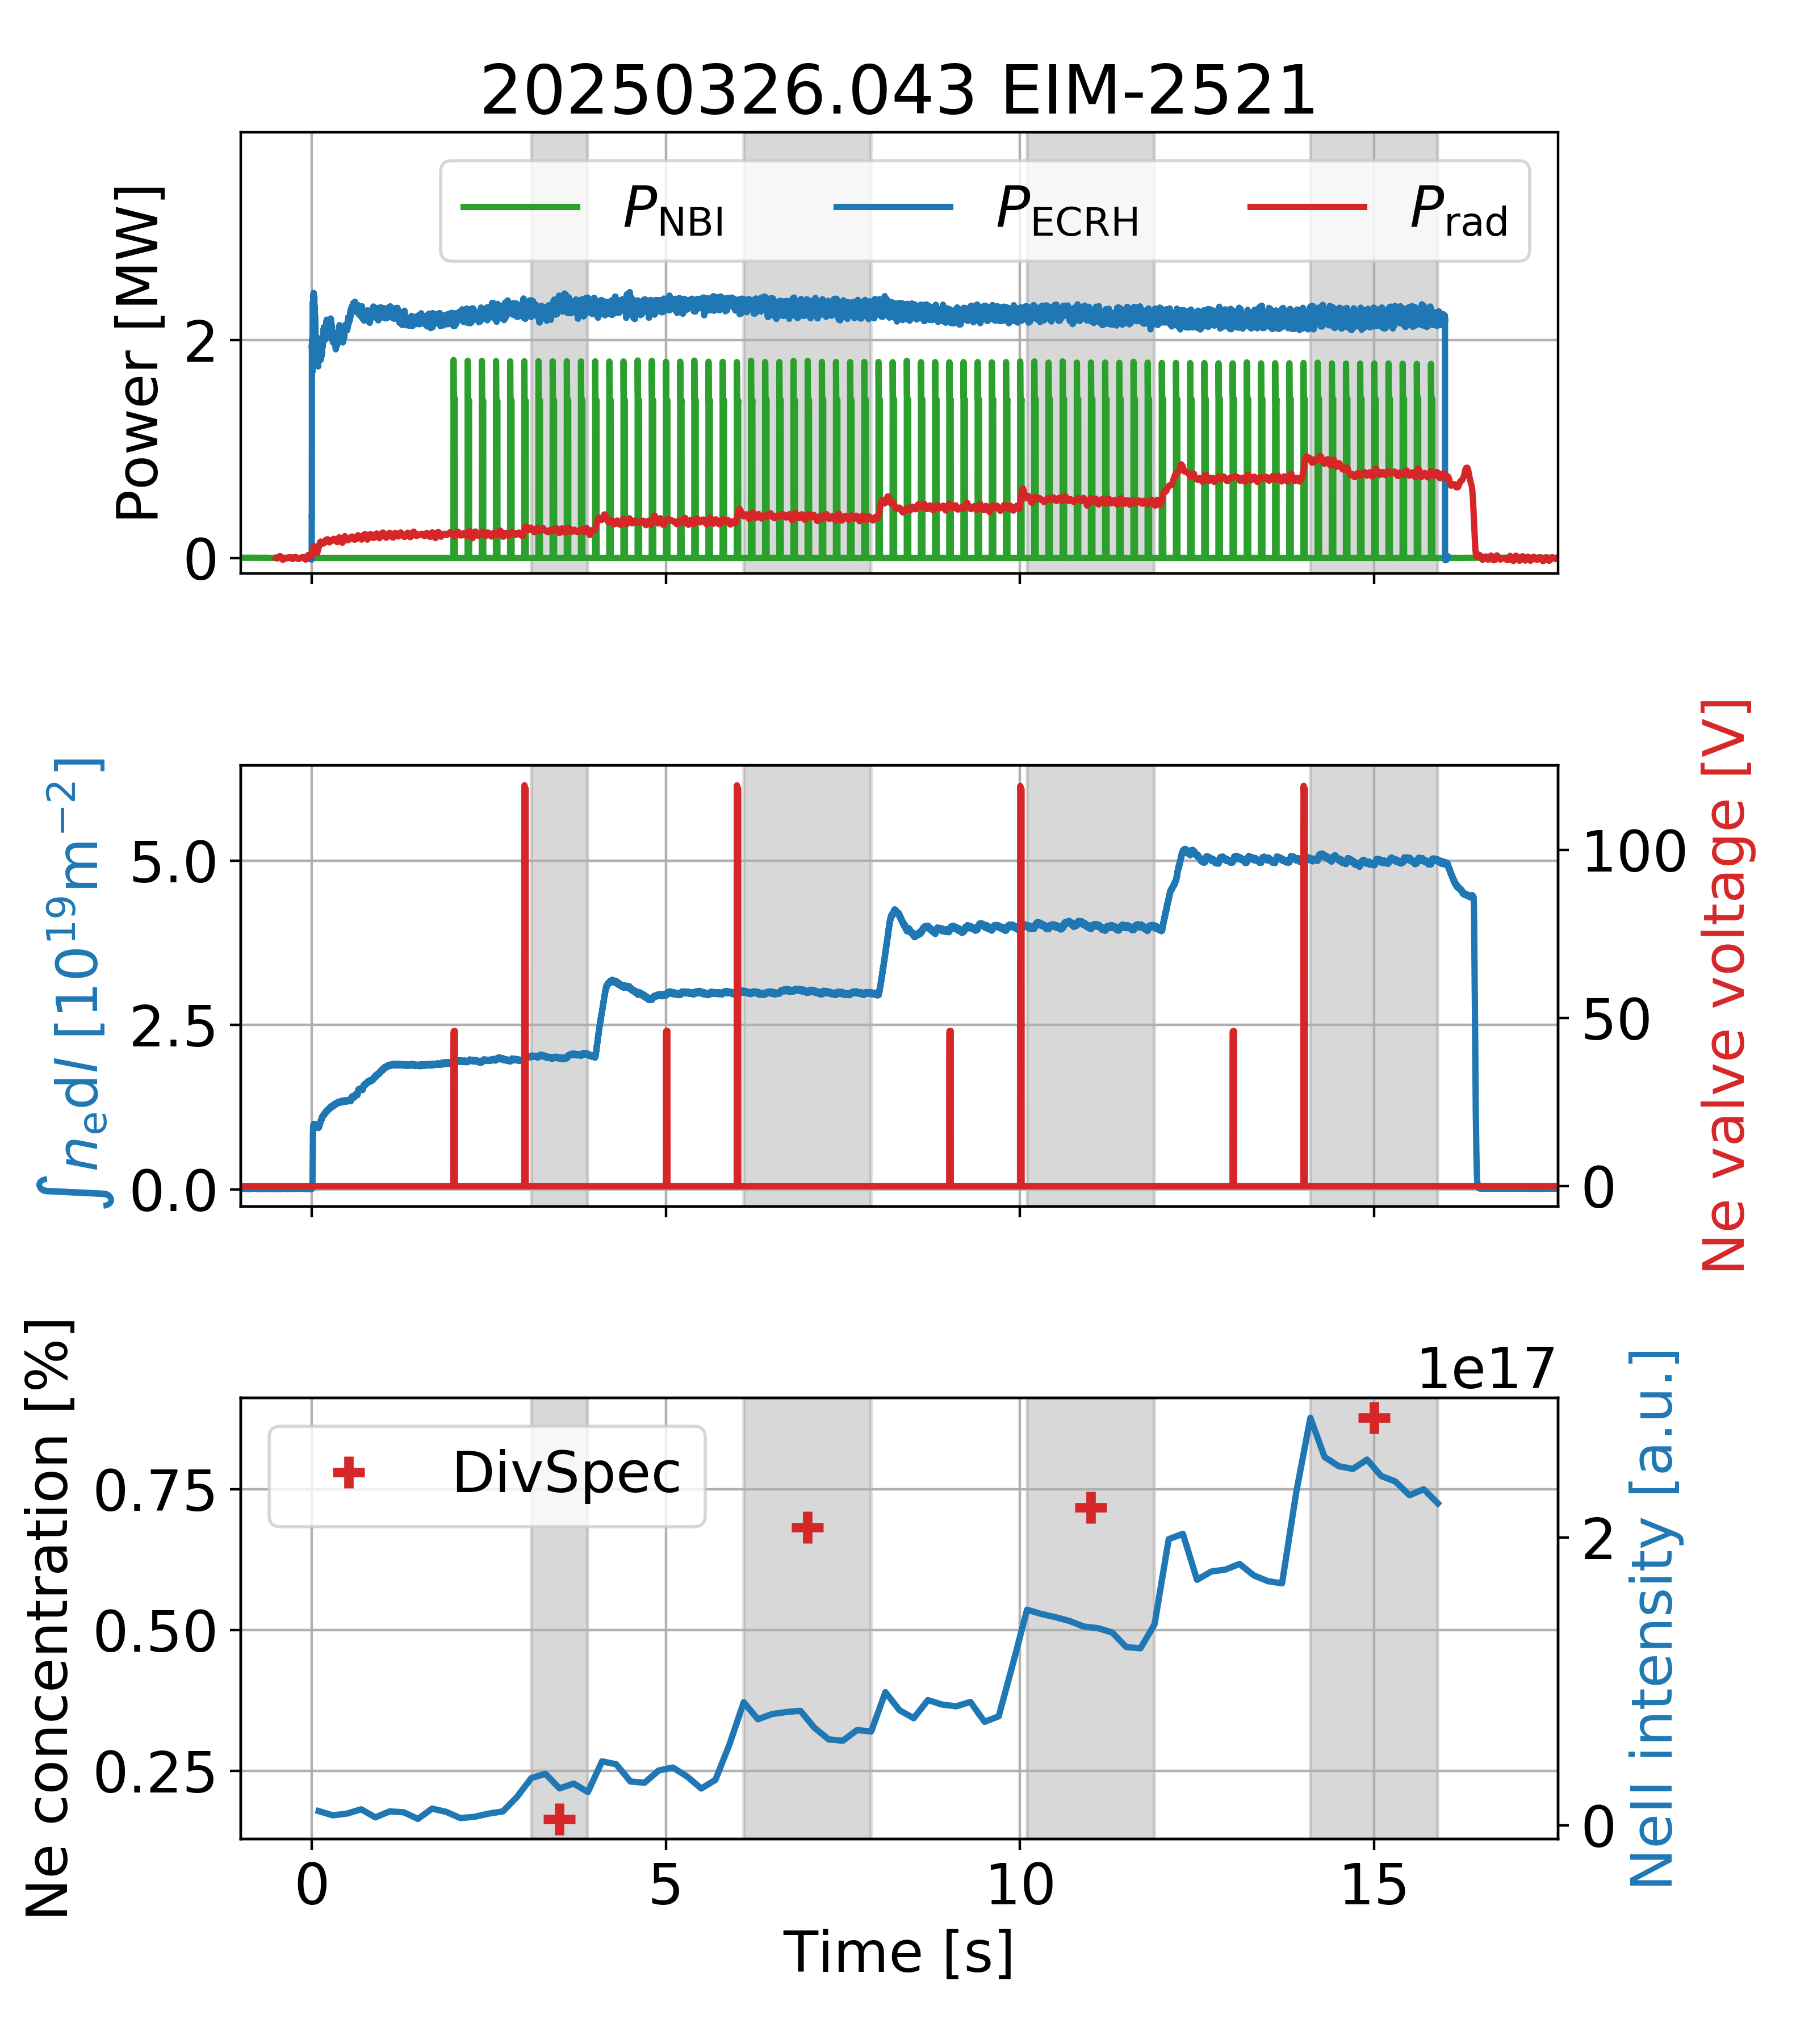 20250326.043 EIM-2521
Power [MW]
2
0
P_NBI P_ECRH P_rad
∫n_e dl [10^19 m^−2]
5.0
2.5
0.0
100
50
0
Ne valve voltage [V]
Ne concentration [%]
0.75
0.50
0.25
DivSpec
1e17
2
0
NeII intensity [a.u.]
0 5 10 15
Time [s]